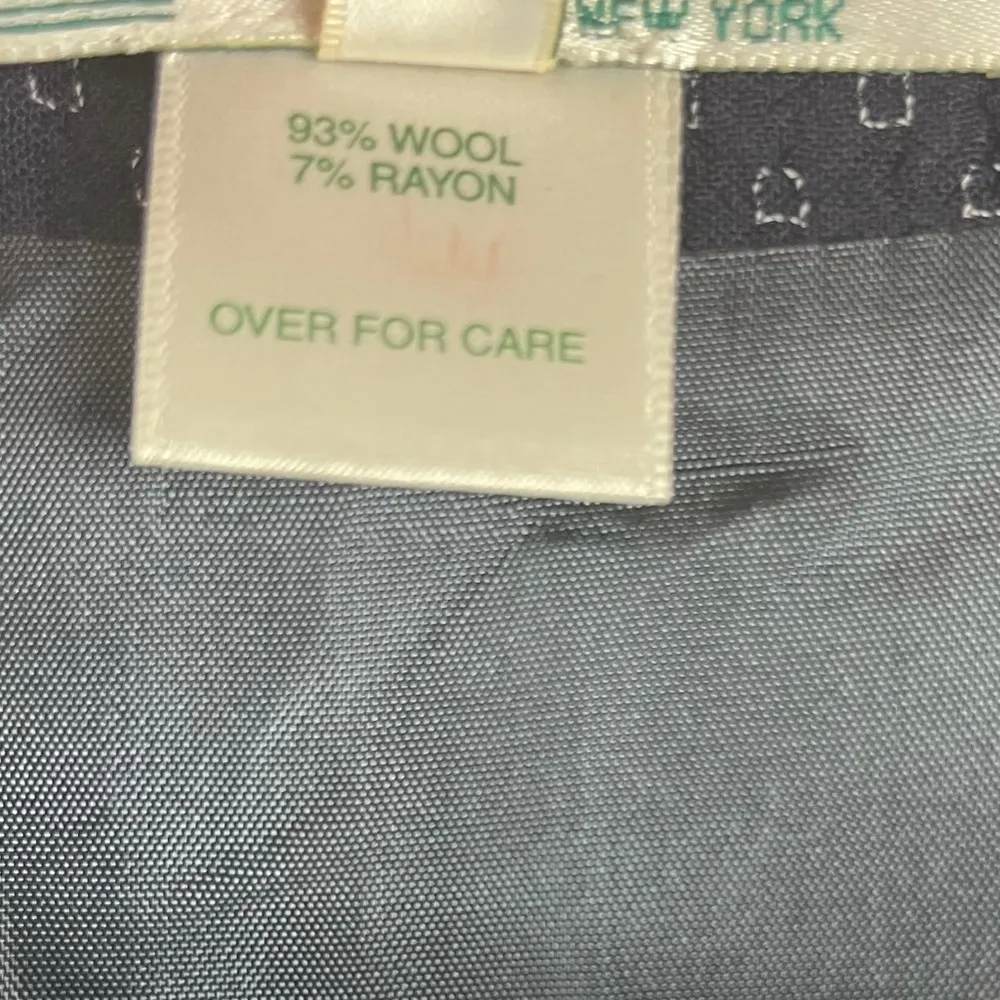 NEW YORK
93% WOOL
7% RAYON
OVER FOR CARE